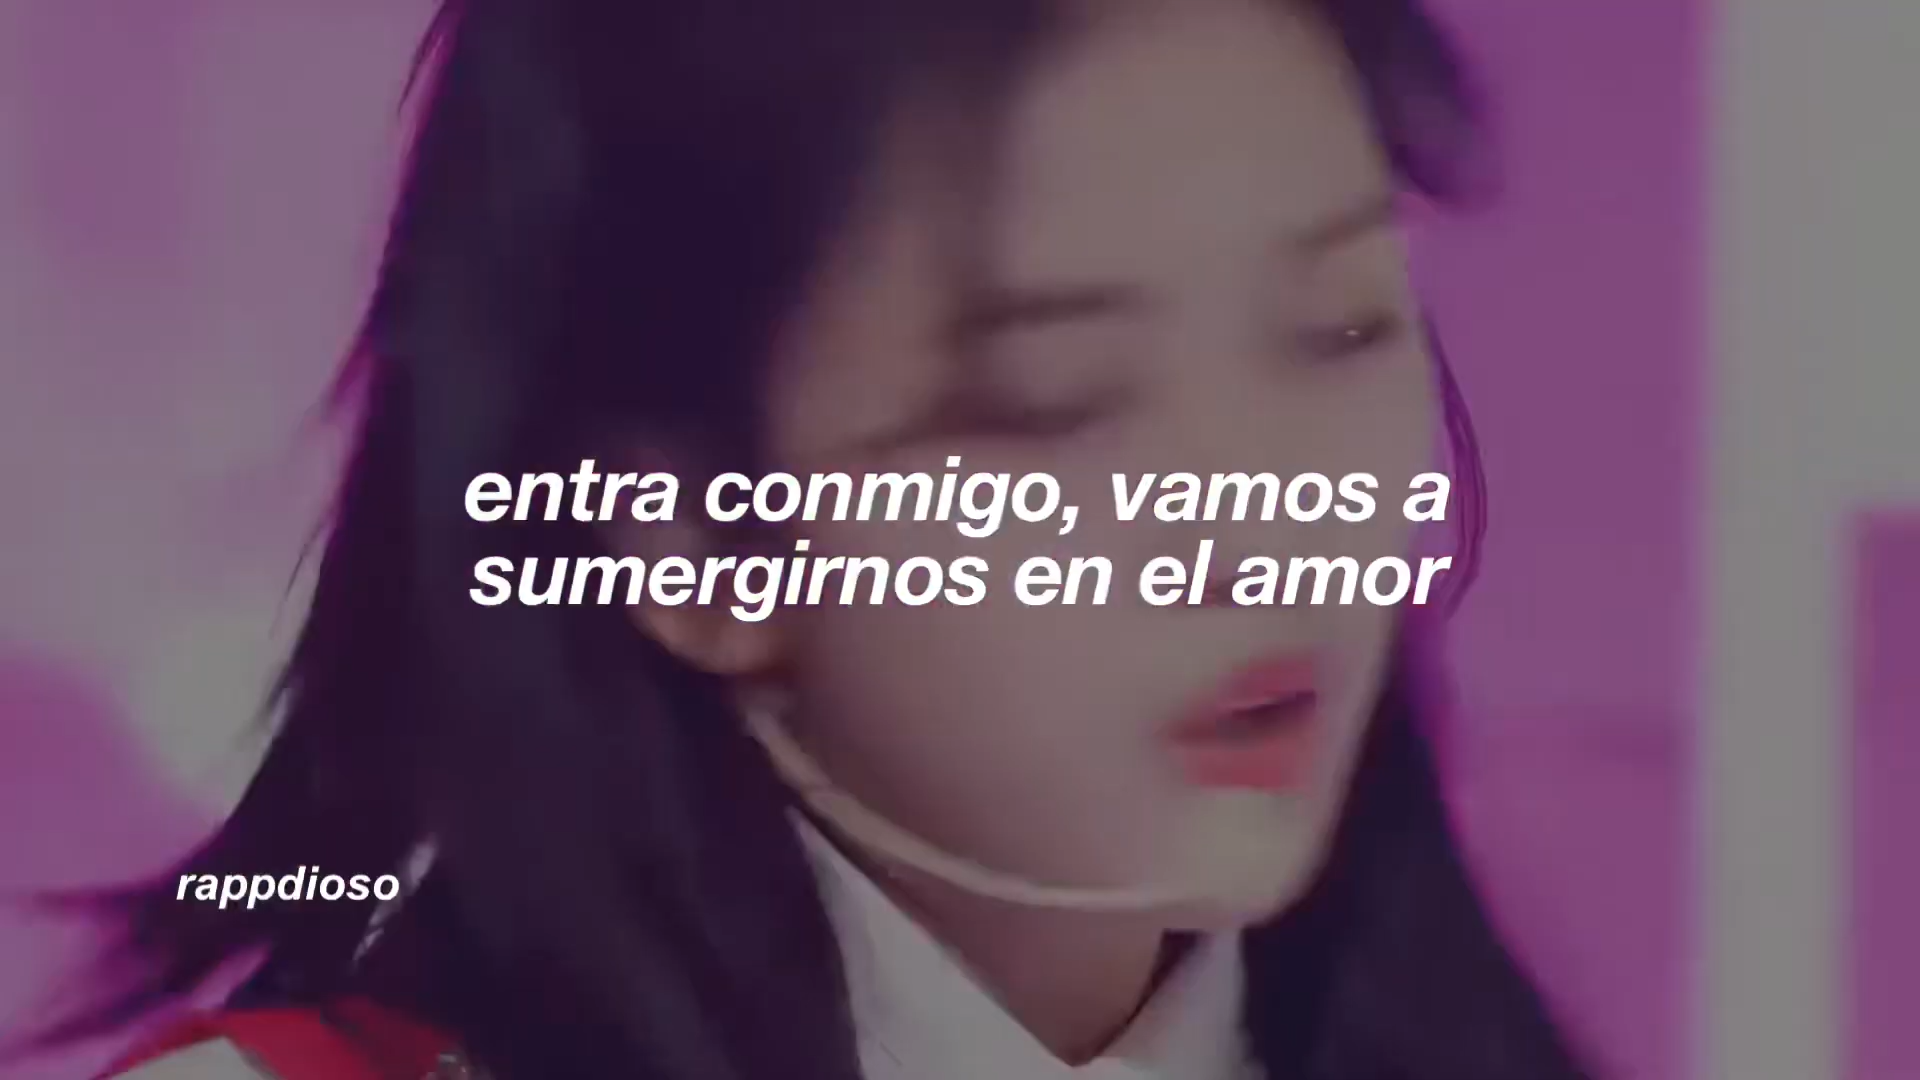 entra conmigo, vamos a
sumergirnos en el amor
rappdioso